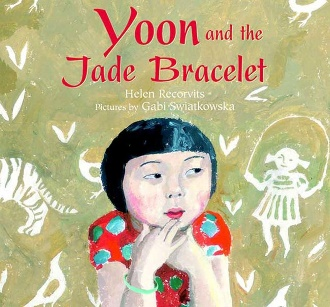 Yoon and the
Jade Bracelet
Helen Recorvits
Pictures by Gabi Swiatkowska